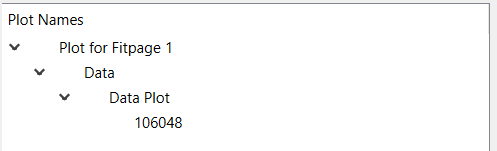 Plot Names
Plot for Fitpage 1
Data
Data Plot
106048